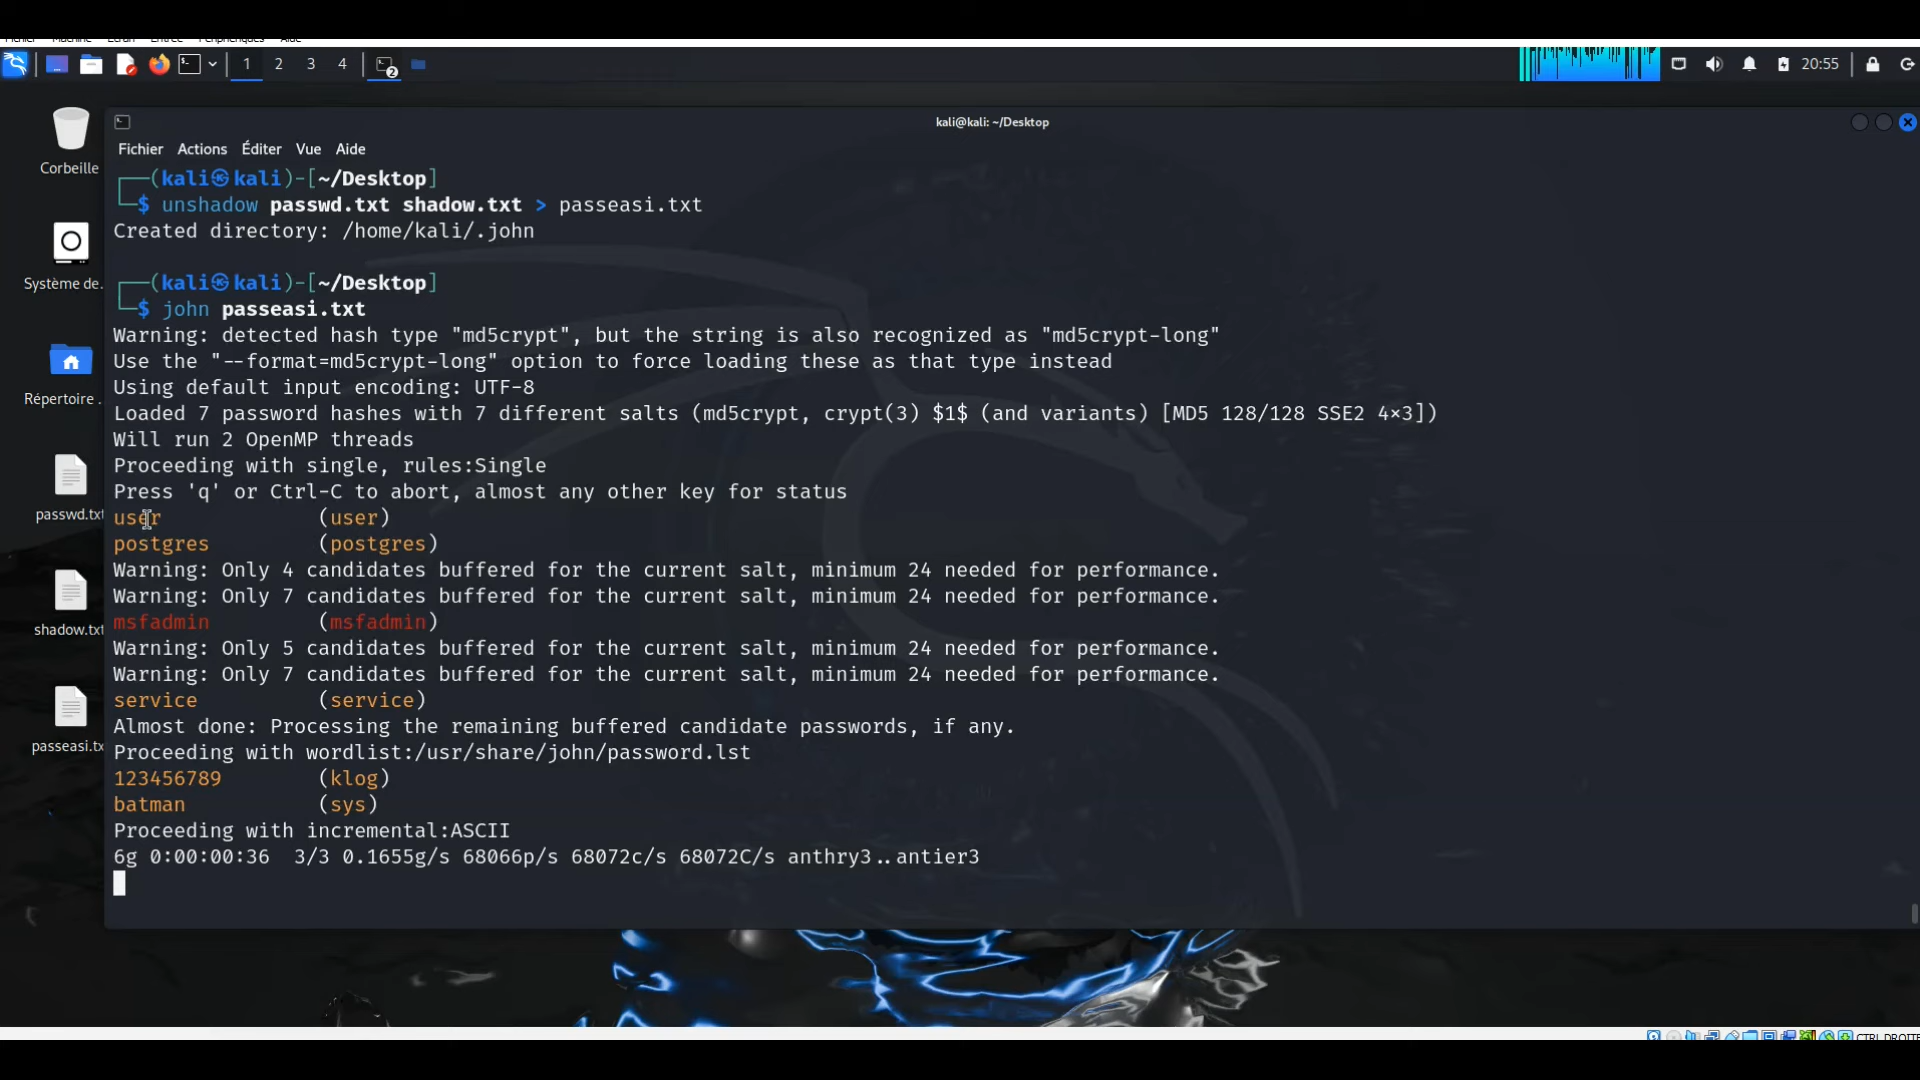 1 2 3 4 2 20:55
kali@kali: ~/Desktop
Corbeille
Système de.
Répertoire .
passwd.txt
shadow.txt
passeasi.tx
Fichier Actions Éditer Vue Aide
(kali㉿kali)-[~/Desktop]
$ unshadow passwd.txt shadow.txt > passeasi.txt
Created directory: /home/kali/.john
(kali㉿kali)-[~/Desktop]
$ john passeasi.txt
Warning: detected hash type "md5crypt", but the string is also recognized as "md5crypt-long"
Use the "--format=md5crypt-long" option to force loading these as that type instead
Using default input encoding: UTF-8
Loaded 7 password hashes with 7 different salts (md5crypt, crypt(3) $1$ (and variants) [MD5 128/128 SSE2 4×3])
Will run 2 OpenMP threads
Proceeding with single, rules:Single
Press 'q' or Ctrl-C to abort, almost any other key for status
user (user)
postgres (postgres)
Warning: Only 4 candidates buffered for the current salt, minimum 24 needed for performance.
Warning: Only 7 candidates buffered for the current salt, minimum 24 needed for performance.
msfadmin (msfadmin)
Warning: Only 5 candidates buffered for the current salt, minimum 24 needed for performance.
Warning: Only 7 candidates buffered for the current salt, minimum 24 needed for performance.
service (service)
Almost done: Processing the remaining buffered candidate passwords, if any.
Proceeding with wordlist:/usr/share/john/password.lst
123456789 (klog)
batman (sys)
Proceeding with incremental:ASCII
6g 0:00:00:36 3/3 0.1655g/s 68066p/s 68072c/s 68072C/s anthry3..antier3
CTRL DROITE